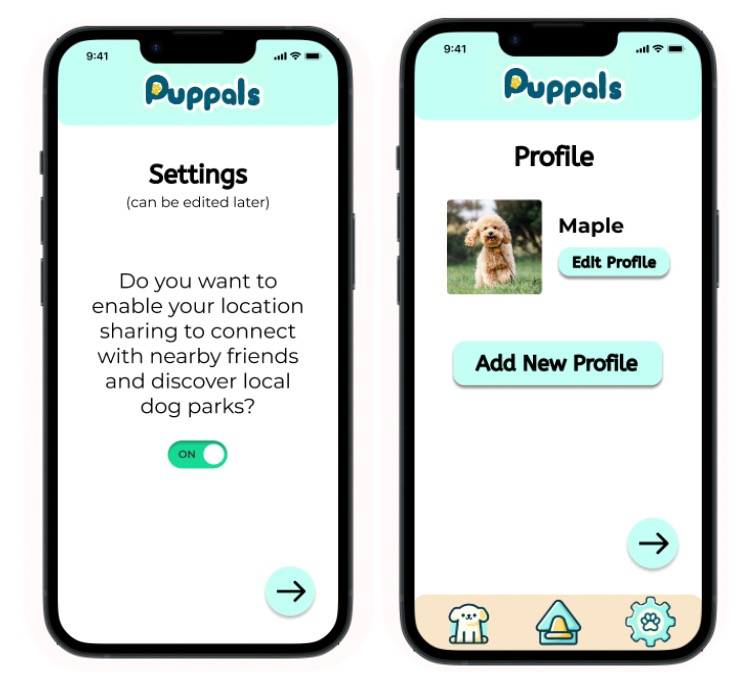 9:41
Puppals
Settings
(can be edited later)
Do you want to
enable your location
sharing to connect
with nearby friends
and discover local
dog parks?
ON
9:41
Puppals
Profile
Maple
Edit Profile
Add New Profile